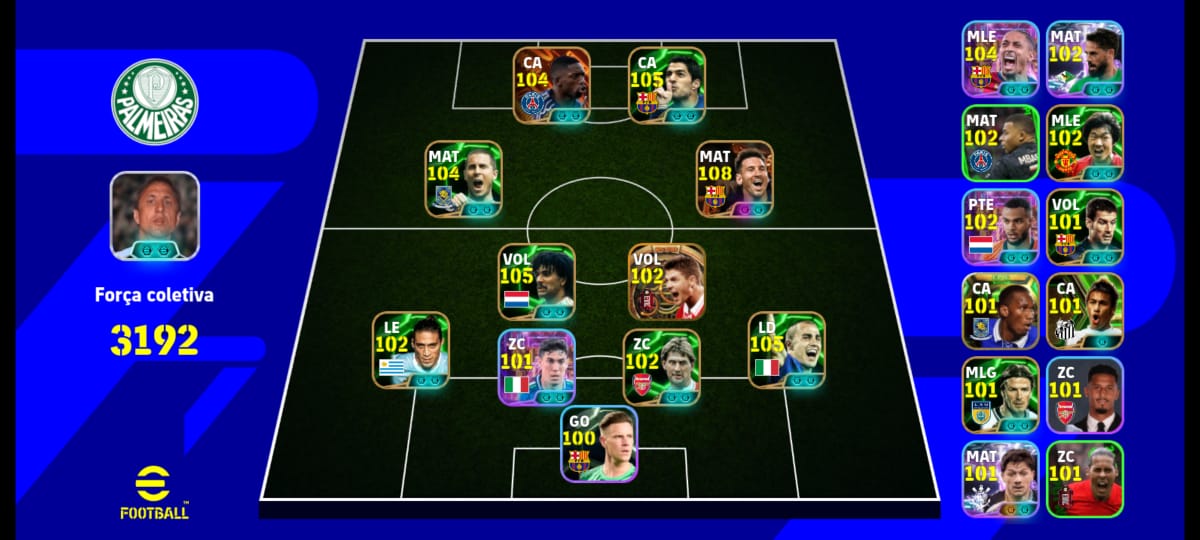 PALMEIRAS
Força coletiva
3192
FOOTBALL™
CA
104
CA
105
MAT
104
MAT
108
VOL
105
VOL
102
LE
102
ZC
101
ZC
102
LD
105
GO
100
MLE
104
MAT
102
MAT
102
MLE
102
PTE
102
VOL
101
CA
101
CA
101
MLG
101
ZC
101
MAT
101
ZC
101